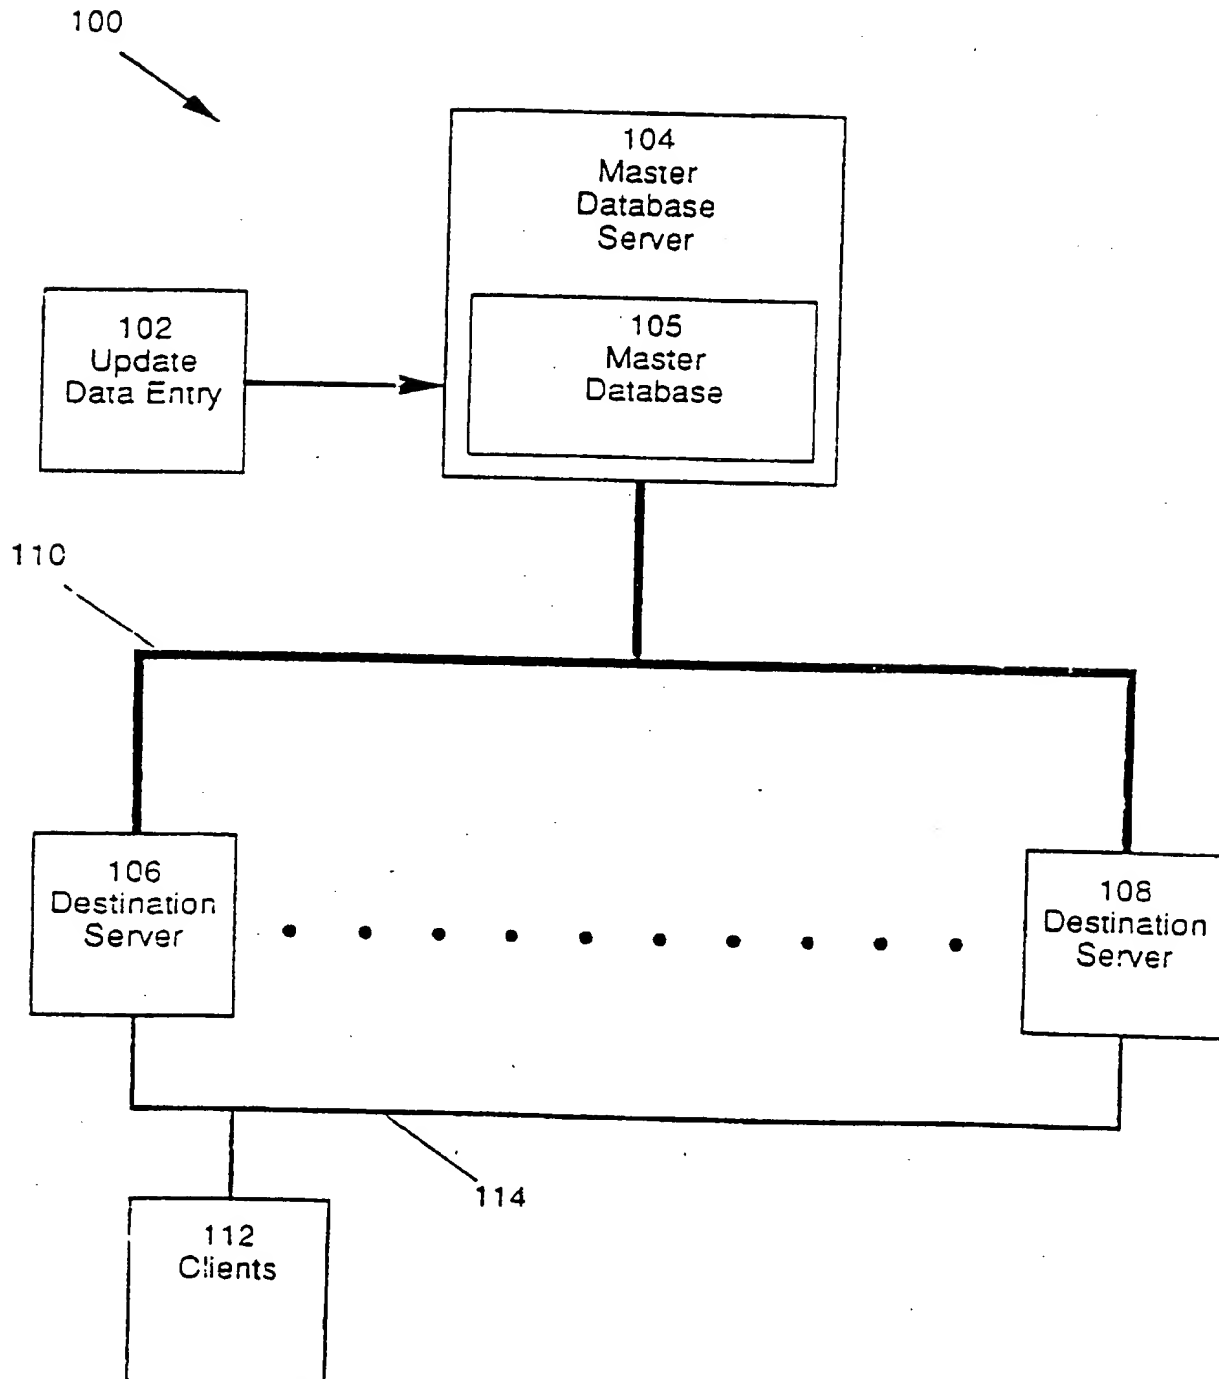 100
104
Master
Database
Server
102
Update
Data Entry
105
Master
Database
110
106
Destination
Server
108
Destination
Server
114
112
Clients